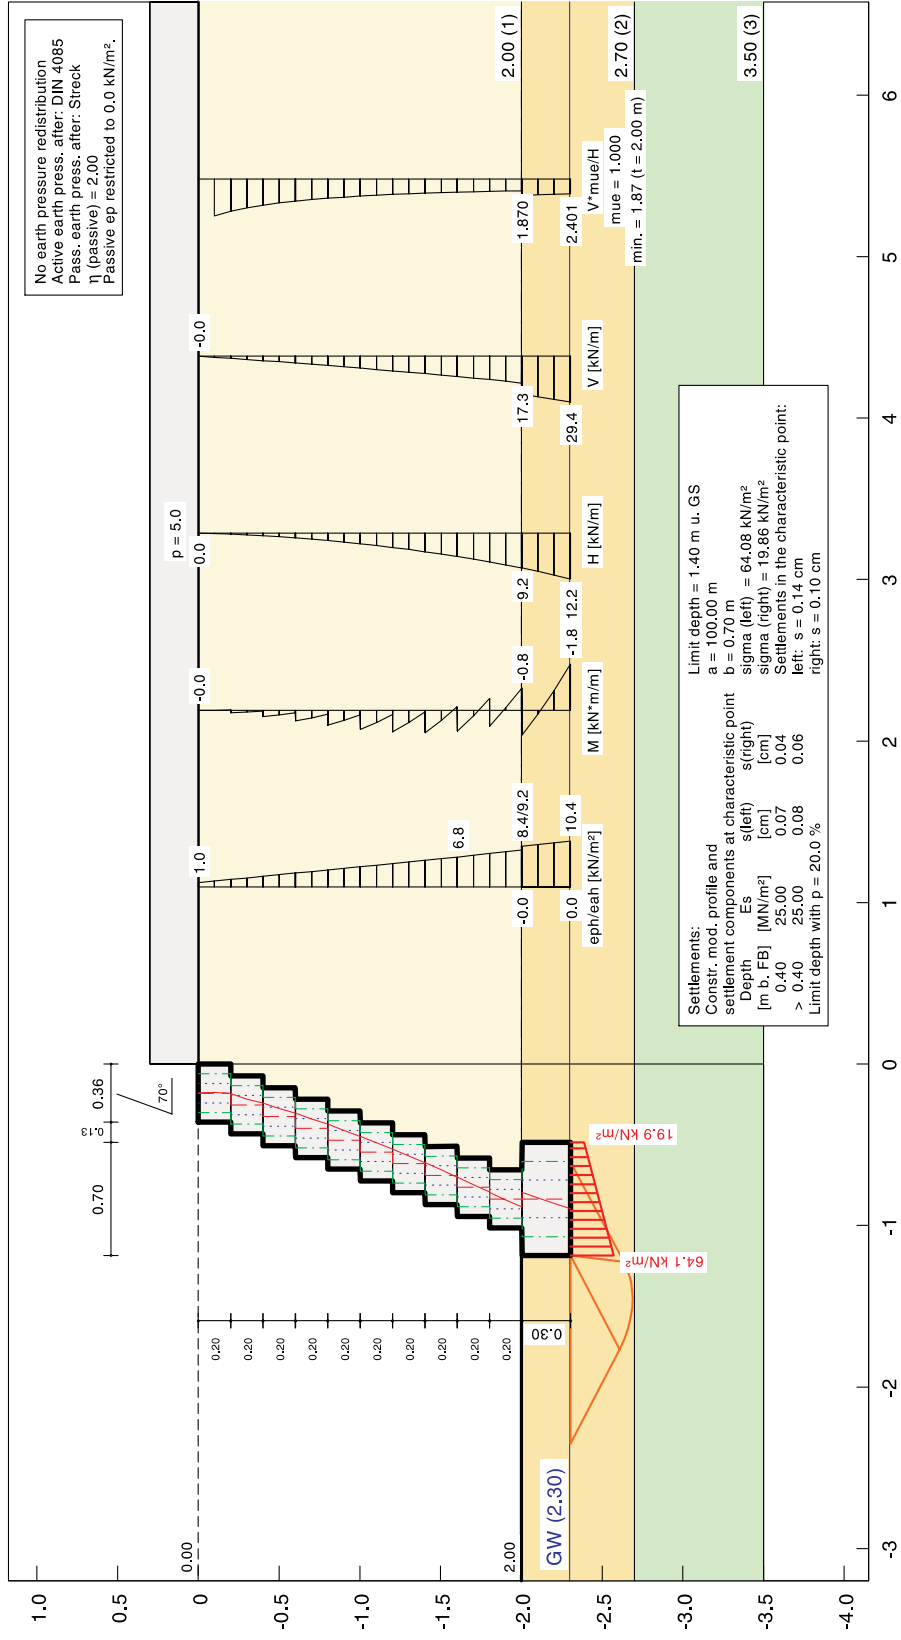 No earth pressure redistribution
Active earth press. after: DIN 4085
Pass. earth press. after: Streck
η (passive) = 2.00
Passive ep restricted to 0.0 kN/m².
1.0
0.5
0
-0.5
-1.0
-1.5
-2.0
-2.5
-3.0
-3.5
-4.0
-3
-2
-1
0
1
2
3
4
5
6
0.70
0.13
0.36
70°
p = 5.0
0.00
2.00
0.20
0.20
0.20
0.20
0.20
0.20
0.20
0.20
0.20
0.20
0.30
GW (2.30)
64.1 kN/m²
19.9 kN/m²
1.0
6.8
-0.0
8.4/9.2
0.0
10.4
eph/eah [kN/m²]
-0.0
-0.8
-1.8
M [kN*m/m]
0.0
9.2
12.2
H [kN/m]
-0.0
17.3
29.4
V [kN/m]
1.870
2.401
V*mue/H
mue = 1.000
min. = 1.87 (t = 2.00 m)
2.00 (1)
2.70 (2)
3.50 (3)
Settlements:
Constr. mod. profile and
settlement components at characteristic point
Depth Es s(left) s(right)
[m b. FB] [MN/m²] [cm] [cm]
0.40 25.00 0.07 0.04
> 0.40 25.00 0.08 0.06
Limit depth with p = 20.0 %
Limit depth = 1.40 m u. GS
a = 100.00 m
b = 0.70 m
sigma (left) = 64.08 kN/m²
sigma (right) = 19.86 kN/m²
Settlements in the characteristic point:
left: s = 0.14 cm
right: s = 0.10 cm